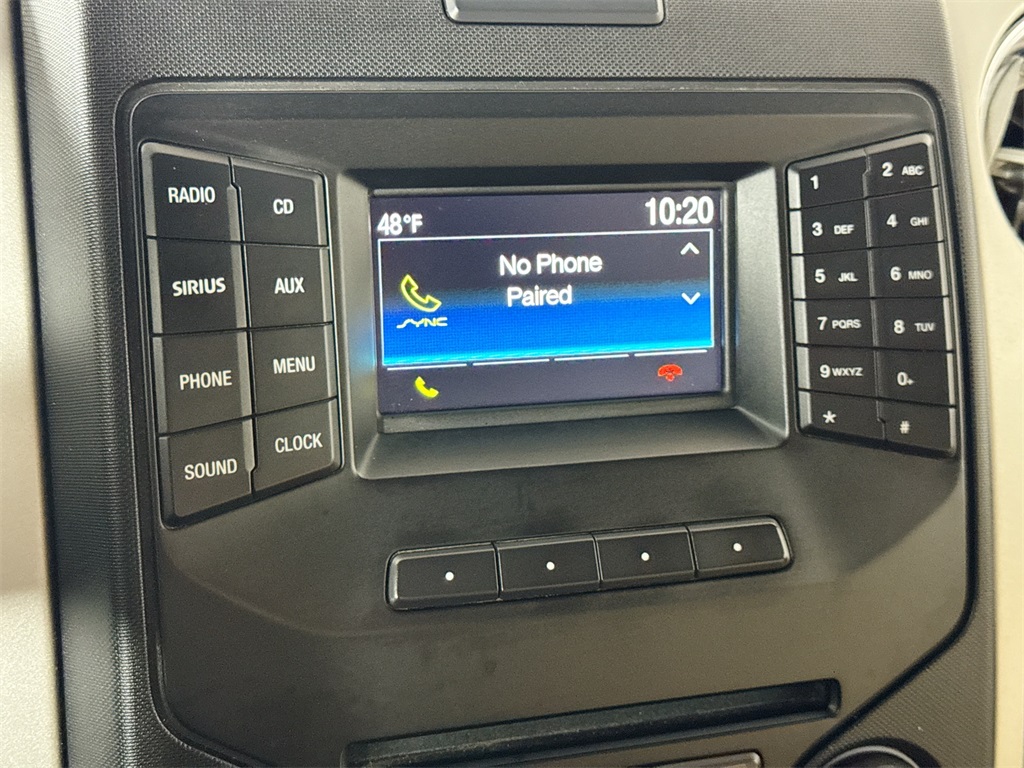 RADIO
CD
SIRIUS
AUX
PHONE
MENU
SOUND
CLOCK
48°F
10:20
No Phone
Paired
SYNC
1
2 ABC
3 DEF
4 GHI
5 JKL
6 MNO
7 PQRS
8 TUV
9 WXYZ
0+
*
#